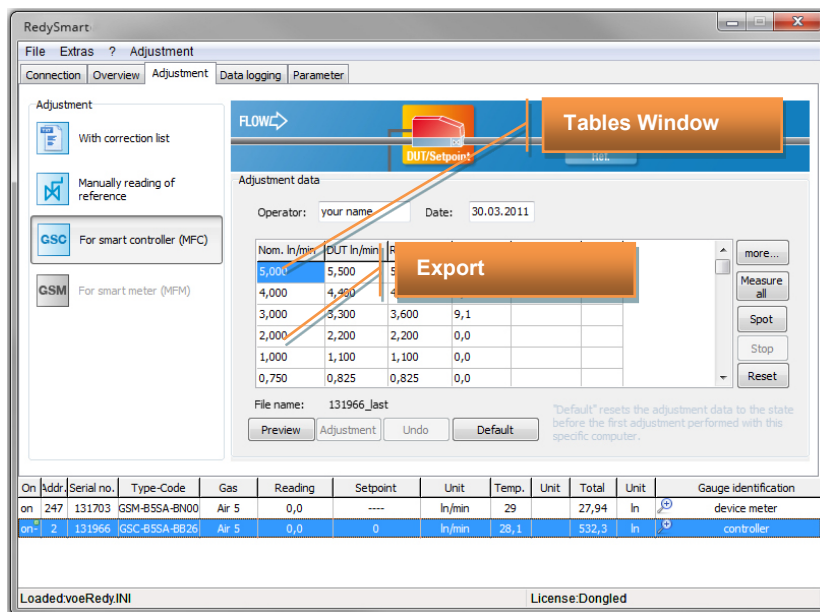 RedySmart
File Extras ? Adjustment
Connection Overview Adjustment Data logging Parameter
Adjustment
With correction list
Manually reading of
reference
GSC For smart controller (MFC)
GSM For smart meter (MFM)
FLOW
DUT/Setpoint
Ref.
Tables Window
Adjustment data
Operator: your name Date: 30.03.2011
Nom. ln/min DUT ln/min
Export
5,000 5,500
4,000 4,400
3,000 3,300 3,600 9,1
2,000 2,200 2,200 0,0
1,000 1,100 1,100 0,0
0,750 0,825 0,825 0,0
more...
Measure
all
Spot
Stop
Reset
File name: 131966_last
Preview Adjustment Undo Default
"Default" resets the adjustment data to the state
before the first adjustment performed with this
specific computer.
On Addr. Serial no. Type-Code Gas Reading Setpoint Unit Temp. Unit Total Unit Gauge identification
on 247 131703 GSM-B5SA-BN00 Air 5 0,0 ---- ln/min 29 27,94 ln device meter
on- 2 131966 GSC-B5SA-BB26 Air 5 0,0 0 ln/min 28,1 532,3 ln controller
Loaded:voeRedy.INI License:Dongled